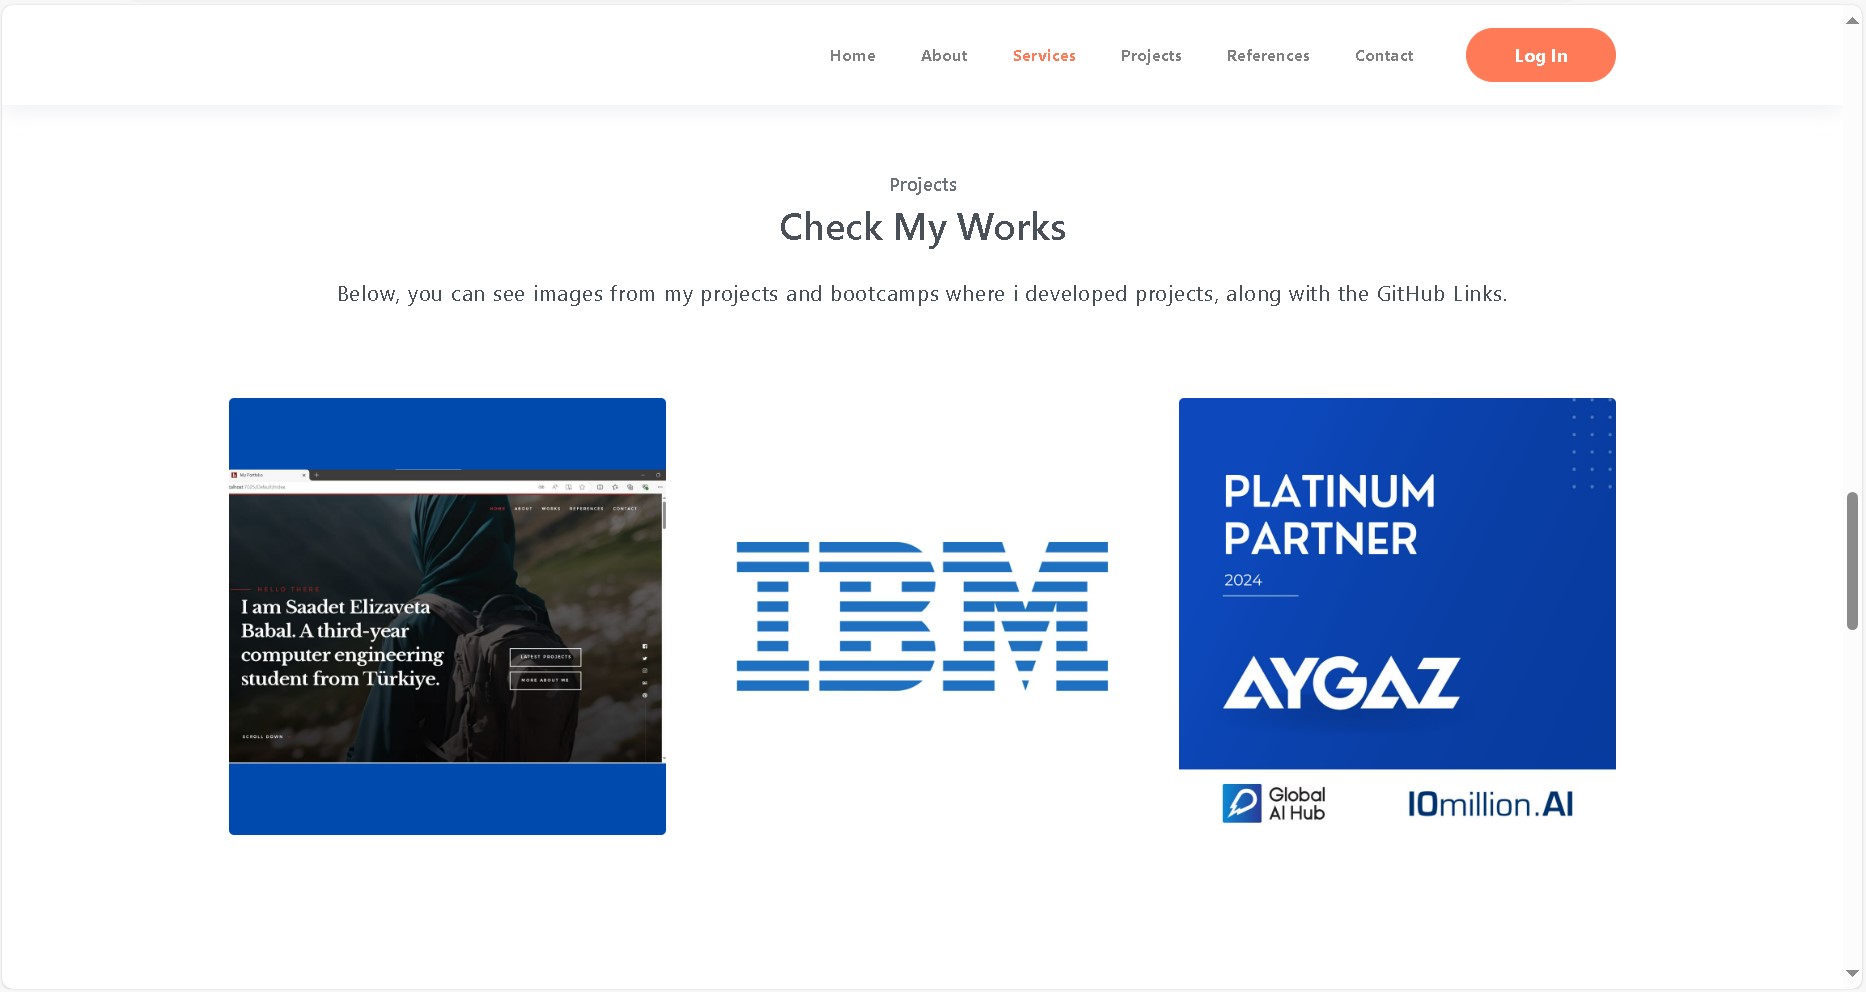 Home About Services Projects References Contact Log In
Projects
Check My Works
Below, you can see images from my projects and bootcamps where i developed projects, along with the GitHub Links.
My Portfolio
HOME ABOUT WORKS REFERENCES CONTACT
HELLO THERE
I am Saadet Elizaveta
Babal. A third-year
computer engineering
student from Türkiye.
LATEST PROJECTS
MORE ABOUT ME
SCROLL DOWN
IBM
PLATINUM
PARTNER
2024
AYGAZ
Global
AI Hub
10million.AI